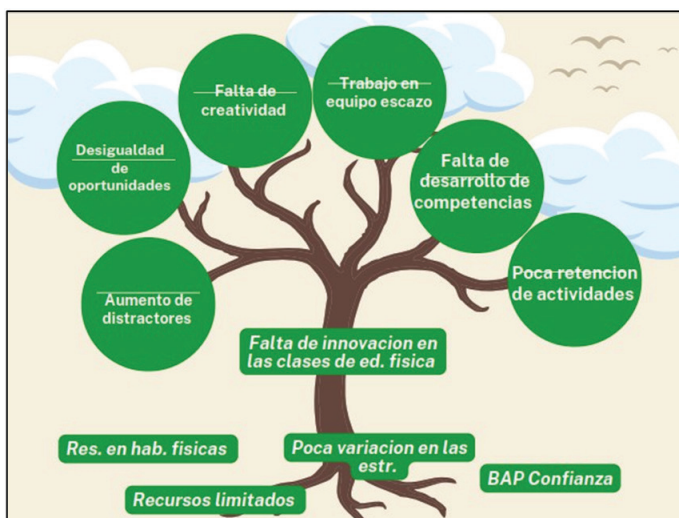 Trabajo en
equipo escazo
Falta de
creatividad
Desigualdad
de
oportunidades
Falta de
desarrollo de
competencias
Aumento de
distractores
Poca retencion
de actividades
Falta de innovacion en
las clases de ed. fisica
Res. en hab. fisicas
Poca variacion en las
estr.
BAP Confianza
Recursos limitados